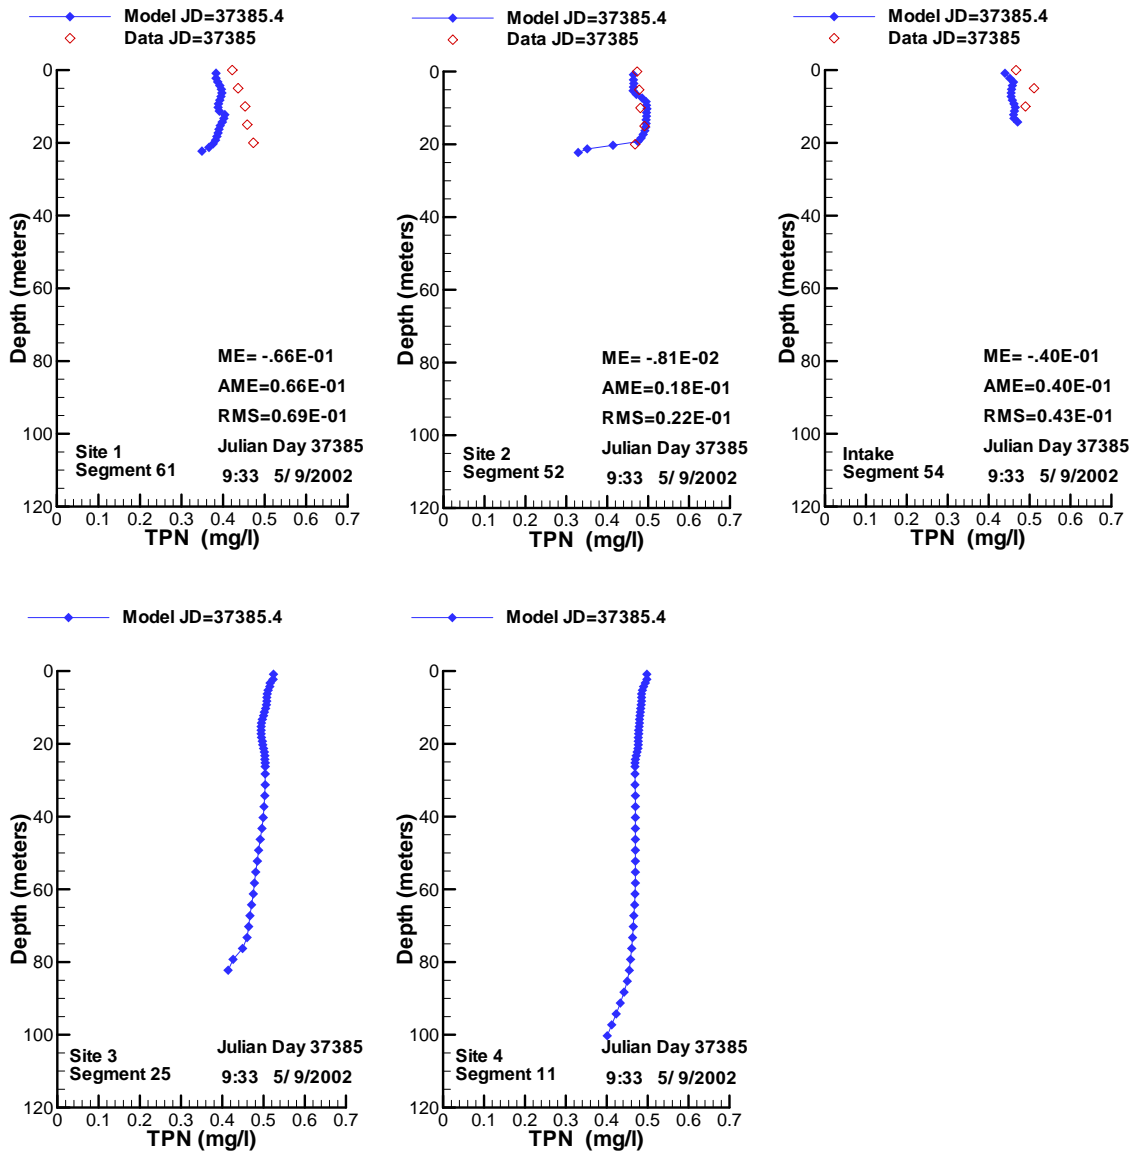 Model JD=37385.4
Data JD=37385
0
20
40
60
80
100
120
Depth (meters)
ME= -.66E-01
AME=0.66E-01
RMS=0.69E-01
Julian Day 37385
9:33 5/ 9/2002
Site 1
Segment 61
0 0.1 0.2 0.3 0.4 0.5 0.6 0.7
TPN (mg/l)
Model JD=37385.4
Data JD=37385
0
20
40
60
80
100
120
Depth (meters)
ME= -.81E-02
AME=0.18E-01
RMS=0.22E-01
Julian Day 37385
9:33 5/ 9/2002
Site 2
Segment 52
0 0.1 0.2 0.3 0.4 0.5 0.6 0.7
TPN (mg/l)
Model JD=37385.4
Data JD=37385
0
20
40
60
80
100
120
Depth (meters)
ME= -.40E-01
AME=0.40E-01
RMS=0.43E-01
Julian Day 37385
9:33 5/ 9/2002
Intake
Segment 54
0 0.1 0.2 0.3 0.4 0.5 0.6 0.7
TPN (mg/l)
Model JD=37385.4
0
20
40
60
80
100
120
Depth (meters)
Julian Day 37385
9:33 5/ 9/2002
Site 3
Segment 25
0 0.1 0.2 0.3 0.4 0.5 0.6 0.7
TPN (mg/l)
Model JD=37385.4
0
20
40
60
80
100
120
Depth (meters)
Julian Day 37385
9:33 5/ 9/2002
Site 4
Segment 11
0 0.1 0.2 0.3 0.4 0.5 0.6 0.7
TPN (mg/l)